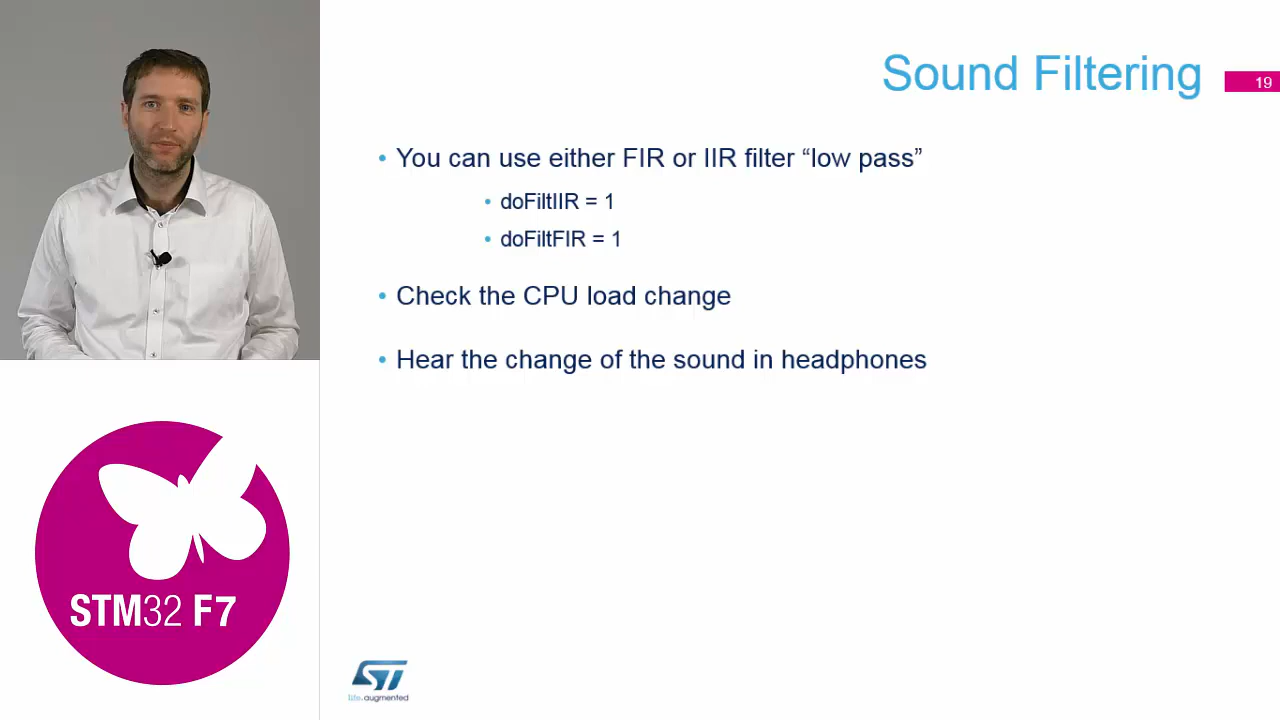 Sound Filtering
19
• You can use either FIR or IIR filter “low pass”
• doFiltIIR = 1
• doFiltFIR = 1
• Check the CPU load change
• Hear the change of the sound in headphones
STM32 F7
ST
life.augmented